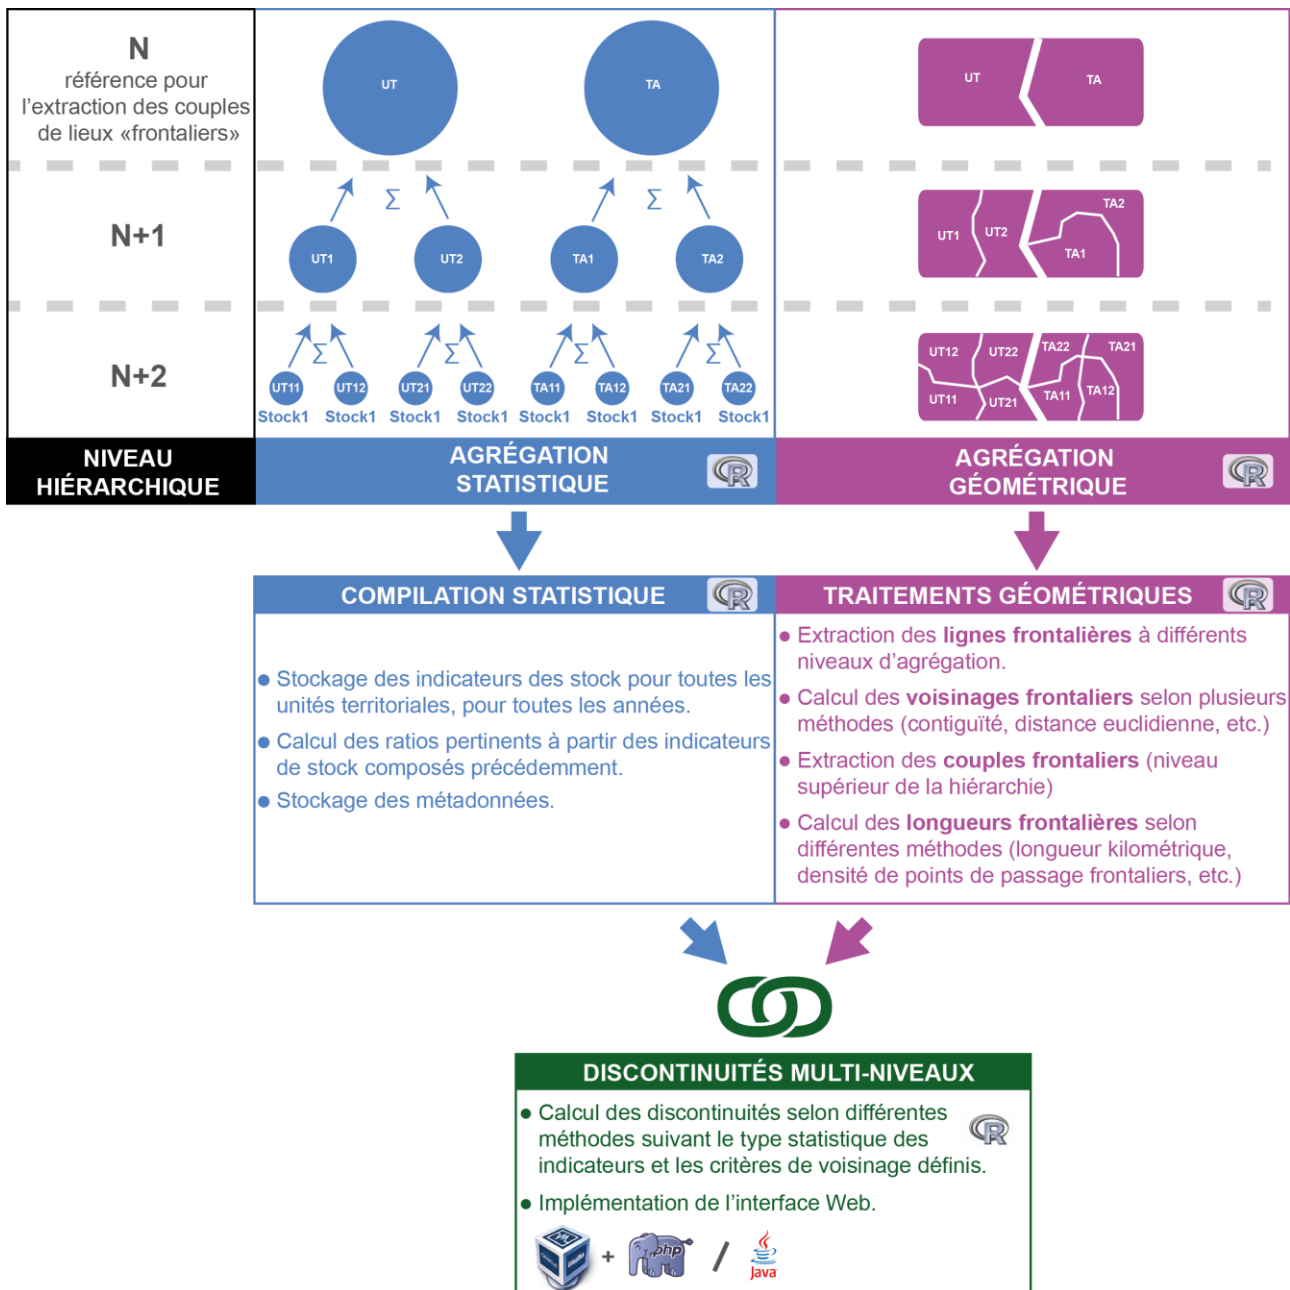 N
référence pour
l'extraction des couples
de lieux «frontaliers»
UT
TA
UT
TA
N+1
Σ
Σ
UT1
UT2
TA1
TA2
UT1
UT2
TA1
TA2
N+2
Σ
Σ
Σ
Σ
UT11
UT12
UT21
UT22
TA11
TA12
TA21
TA22
Stock1
Stock1
Stock1
Stock1
Stock1
Stock1
Stock1
Stock1
UT12
UT22
TA22
TA21
UT11
UT21
TA11
TA12
NIVEAU
HIÉRARCHIQUE
AGRÉGATION
STATISTIQUE
R
AGRÉGATION
GÉOMÉTRIQUE
R
COMPILATION STATISTIQUE
R
● Stockage des indicateurs des stock pour toutes les
unités territoriales, pour toutes les années.
● Calcul des ratios pertinents à partir des indicateurs
de stock composés précédemment.
● Stockage des métadonnées.
TRAITEMENTS GÉOMÉTRIQUES
R
● Extraction des lignes frontalières à différents
niveaux d'agrégation.
● Calcul des voisinages frontaliers selon plusieurs
méthodes (contiguïté, distance euclidienne, etc.)
● Extraction des couples frontaliers (niveau
supérieur de la hiérarchie)
● Calcul des longueurs frontalières selon
différentes méthodes (longueur kilométrique,
densité de points de passage frontaliers, etc.)
DISCONTINUITÉS MULTI-NIVEAUX
● Calcul des discontinuités selon différentes
méthodes suivant le type statistique des
indicateurs et les critères de voisinage définis.
R
● Implémentation de l'interface Web.
+
php
/
Java